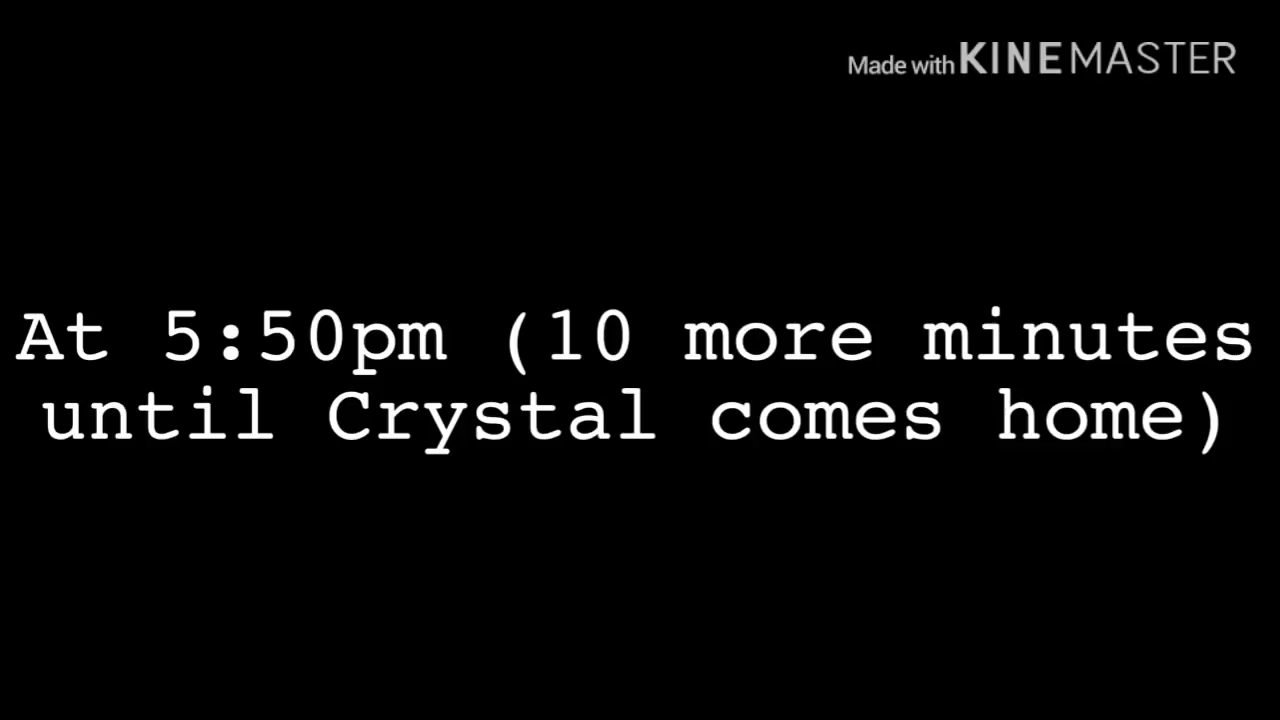 Made with KINEMASTER
At 5:50pm (10 more minutes
until Crystal comes home)